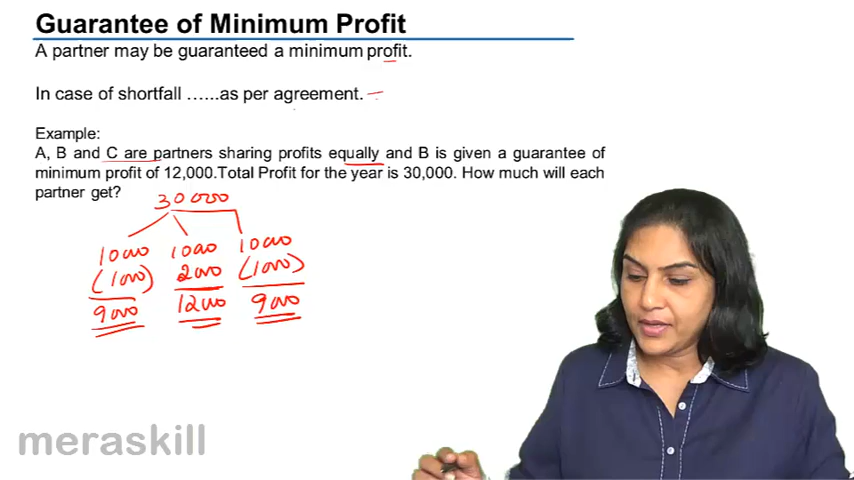 Guarantee of Minimum Profit
A partner may be guaranteed a minimum profit.
In case of shortfall ......as per agreement.
Example:
A, B and C are partners sharing profits equally and B is given a guarantee of
minimum profit of 12,000.Total Profit for the year is 30,000. How much will each
partner get?
30000
10000 10000 10000
(1000) 2000 (1000)
9000 12000 9000
meraskill